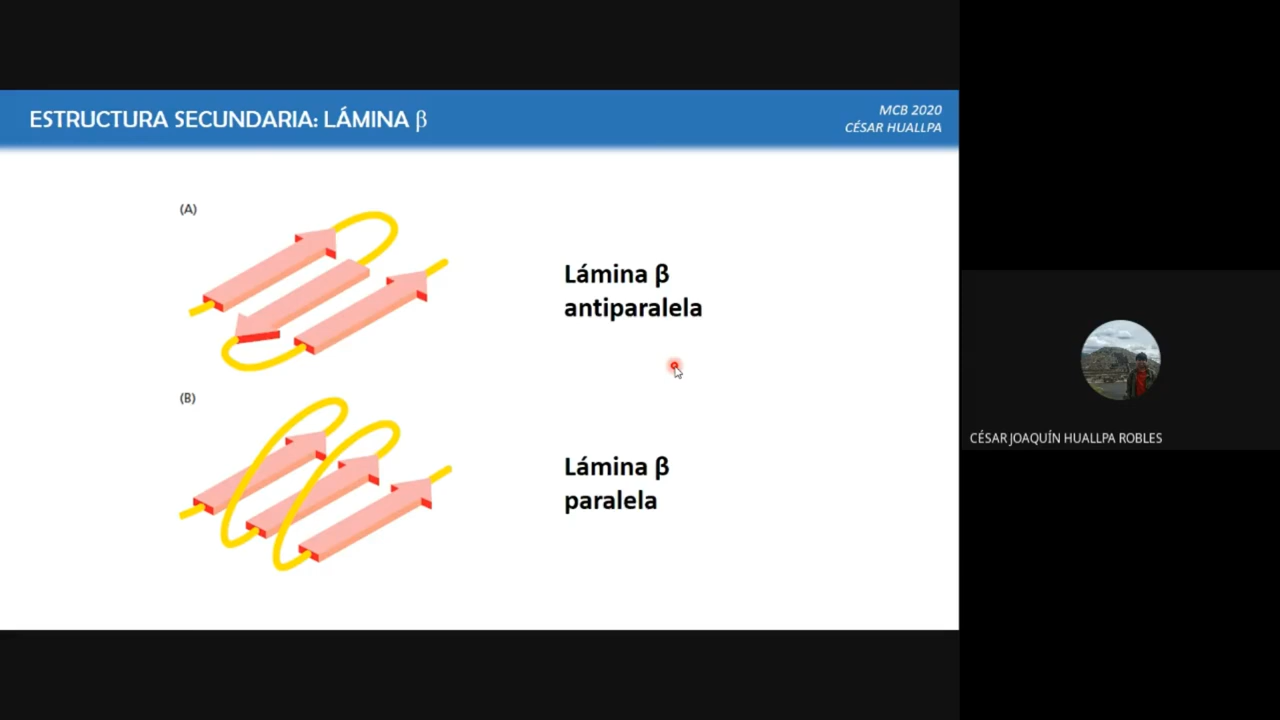 ESTRUCTURA SECUNDARIA: LÁMINA β
MCB 2020
CÉSAR HUALLPA
(A)
Lámina β
antiparalela
(B)
Lámina β
paralela
CÉSAR JOAQUÍN HUALLPA ROBLES